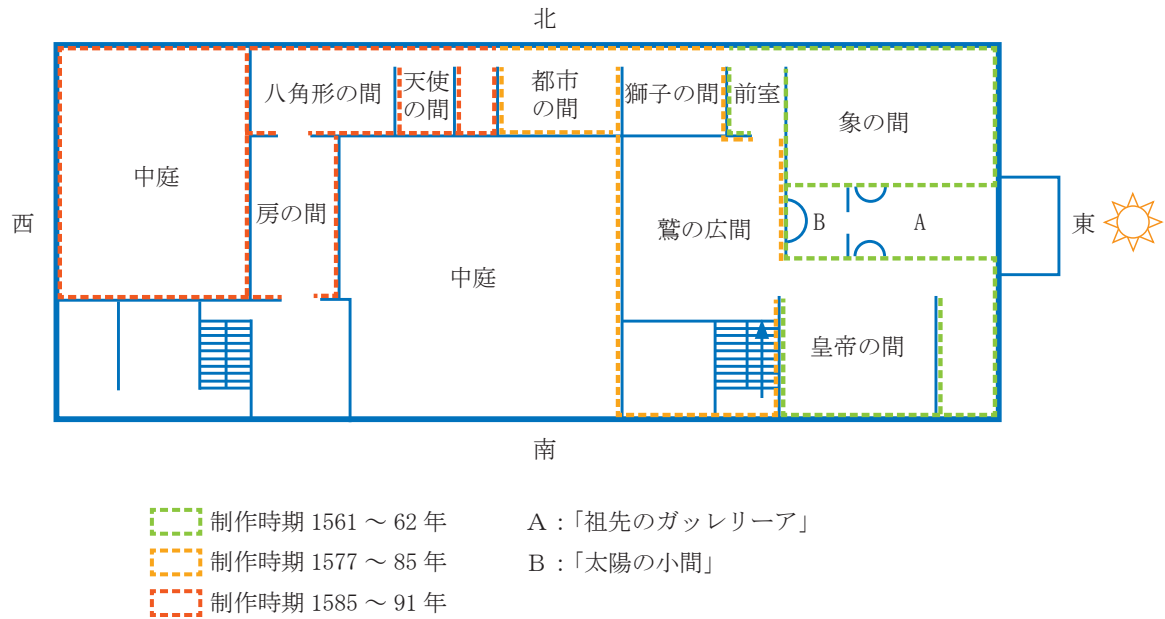 北
八角形の間
天使
の間
都市
の間
獅子の間
前室
象の間
中庭
西
房の間
中庭
鷲の広間
B
A
東
皇帝の間
南
制作時期 1561 ～ 62 年
A：「祖先のガッレリーア」
制作時期 1577 ～ 85 年
B：「太陽の小間」
制作時期 1585 ～ 91 年